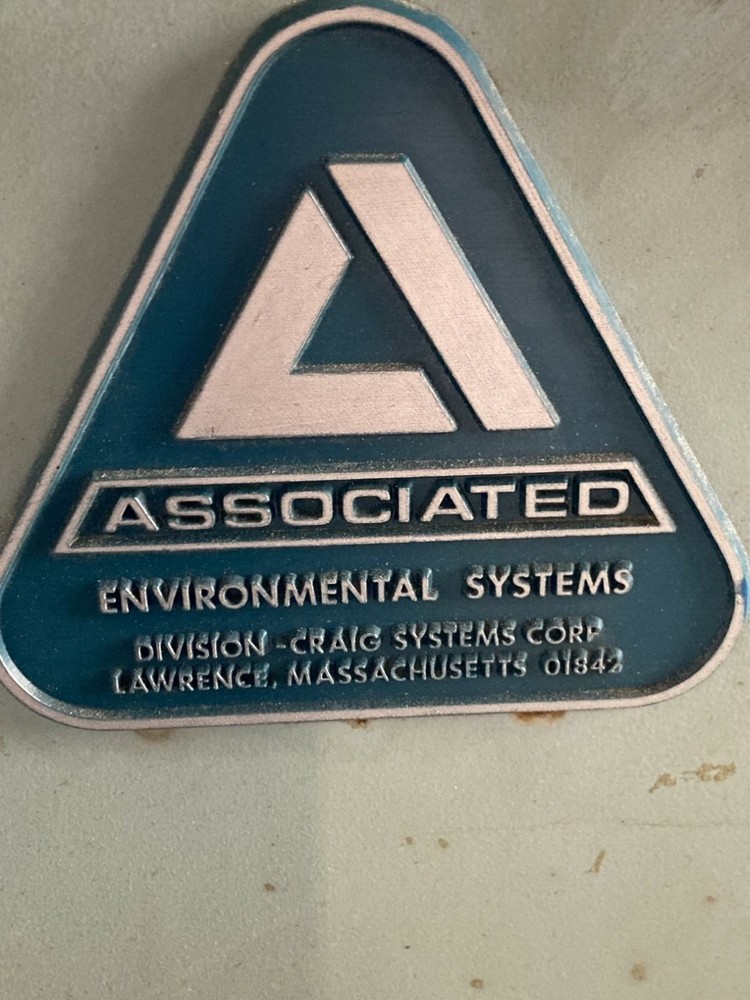 ASSOCIATED
ENVIRONMENTAL SYSTEMS
DIVISION - CRAIG SYSTEMS CORP.
LAWRENCE, MASSACHUSETTS 01842